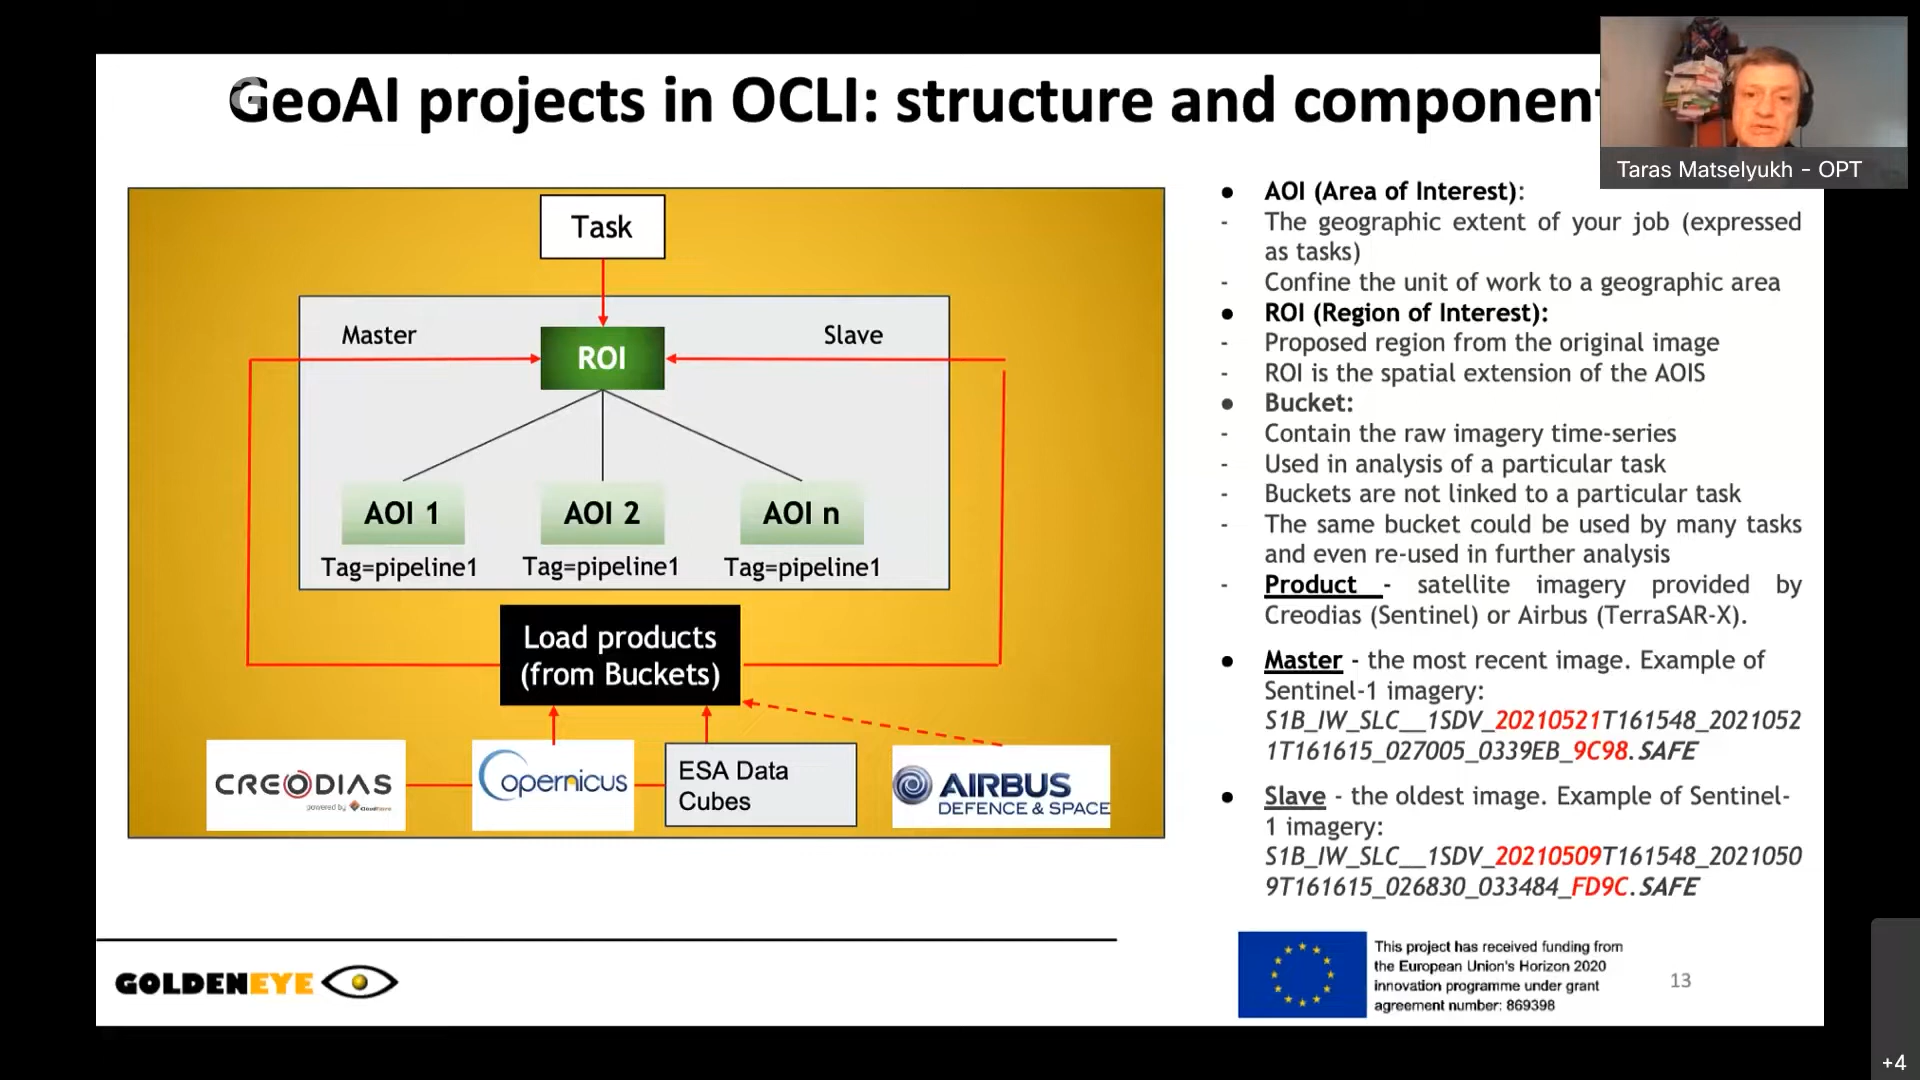 GeoAI projects in OCLI: structure and component
Taras Matselyukh - OPT
Task
Master
Slave
ROI
AOI 1
AOI 2
AOI n
Tag=pipeline1
Tag=pipeline1
Tag=pipeline1
Load products
(from Buckets)
CREODIAS
powered by CloudFerro
opernicus
ESA Data
Cubes
AIRBUS
DEFENCE & SPACE
● AOI (Area of Interest):
- The geographic extent of your job (expressed
as tasks)
- Confine the unit of work to a geographic area
● ROI (Region of Interest):
- Proposed region from the original image
- ROI is the spatial extension of the AOIS
● Bucket:
- Contain the raw imagery time-series
- Used in analysis of a particular task
- Buckets are not linked to a particular task
- The same bucket could be used by many tasks
and even re-used in further analysis
- Product - satellite imagery provided by
Creodias (Sentinel) or Airbus (TerraSAR-X).
● Master - the most recent image. Example of
Sentinel-1 imagery:
S1B_IW_SLC__1SDV_20210521T161548_2021052
1T161615_027005_0339EB_9C98.SAFE
● Slave - the oldest image. Example of Sentinel-
1 imagery:
S1B_IW_SLC__1SDV_20210509T161548_2021050
9T161615_026830_033484_FD9C.SAFE
GOLDENEYE
This project has received funding from
the European Union's Horizon 2020
innovation programme under grant
agreement number: 869398
13
+4